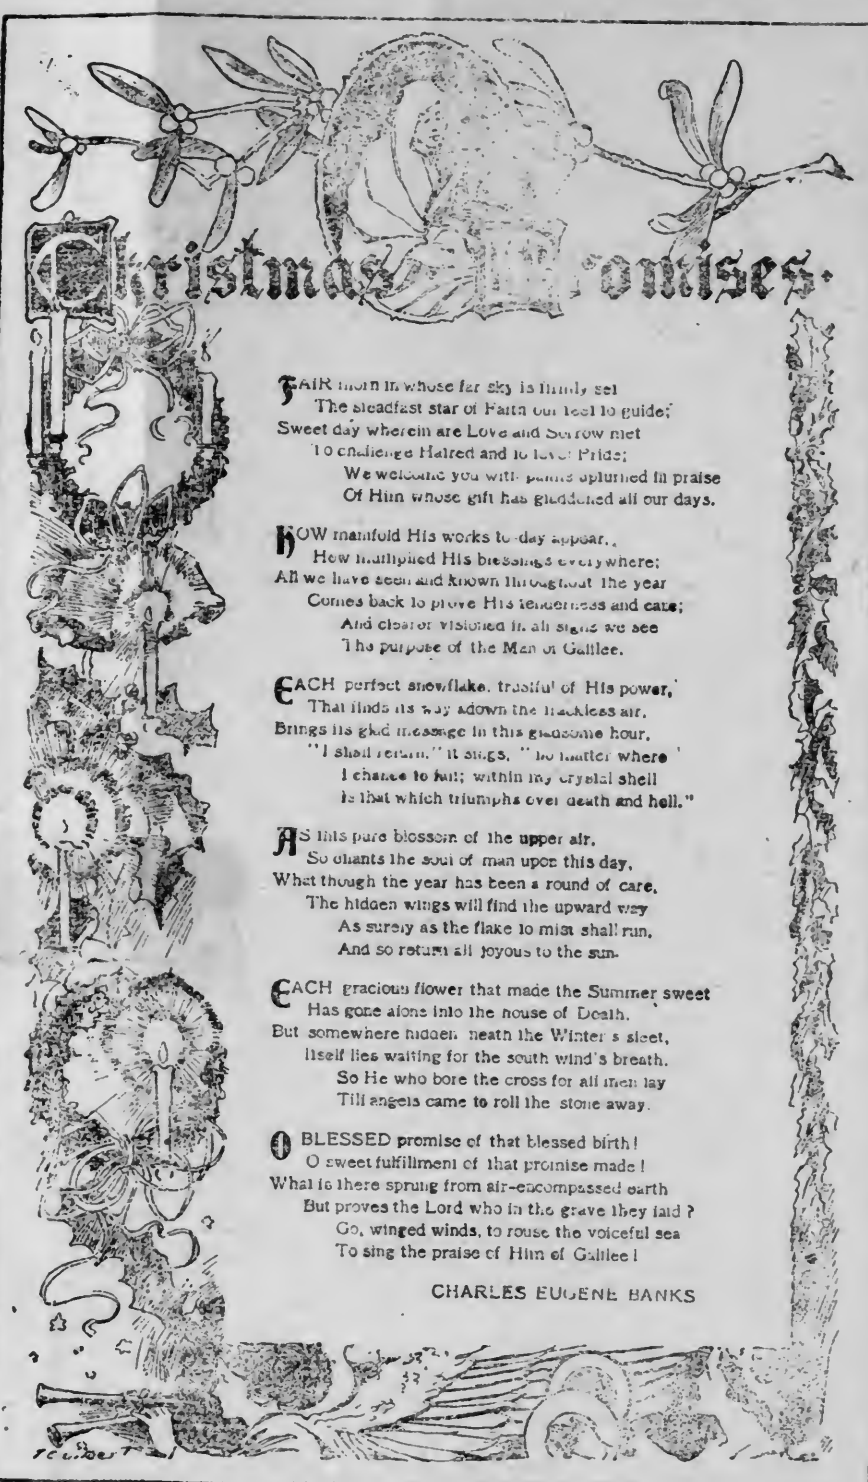 Christmas Promises.
FAIR morn in whose far sky is firmly set
The steadfast star of Faith our feet to guide;
Sweet day wherein are Love and Sorrow met
To challenge Hatred and to lower Pride;
We welcome you with palms upturned in praise
Of Him whose gift has gladdened all our days.
HOW manifold His works to-day appear,
How multiplied His blessings everywhere;
All we have seen and known throughout the year
Comes back to prove His tenderness and care;
And clearer visioned in all signs we see
The purpose of the Man of Galilee.
EACH perfect snowflake, trustful of His power,
That finds its way adown the trackless air,
Brings its glad message in this gladsome hour,
"I shall return," it sings, "no matter where
I chance to fall; within my crystal shell
Is that which triumphs over death and hell."
AS this pure blossom of the upper air,
So chants the soul of man upon this day,
What though the year has been a round of care,
The hidden wings will find the upward way
As surely as the flake to mist shall run,
And so return all joyous to the sun.
EACH gracious flower that made the Summer sweet
Has gone alone into the house of Death,
But somewhere hidden neath the Winter's sleet,
Itself lies waiting for the south wind's breath.
So He who bore the cross for all men lay
Till angels came to roll the stone away.
O BLESSED promise of that blessed birth!
O sweet fulfillment of that promise made!
What is there sprung from air-encompassed earth
But proves the Lord who in the grave they laid?
Go, winged winds, to rouse the voiceful sea
To sing the praise of Him of Galilee!
CHARLES EUGENE BANKS